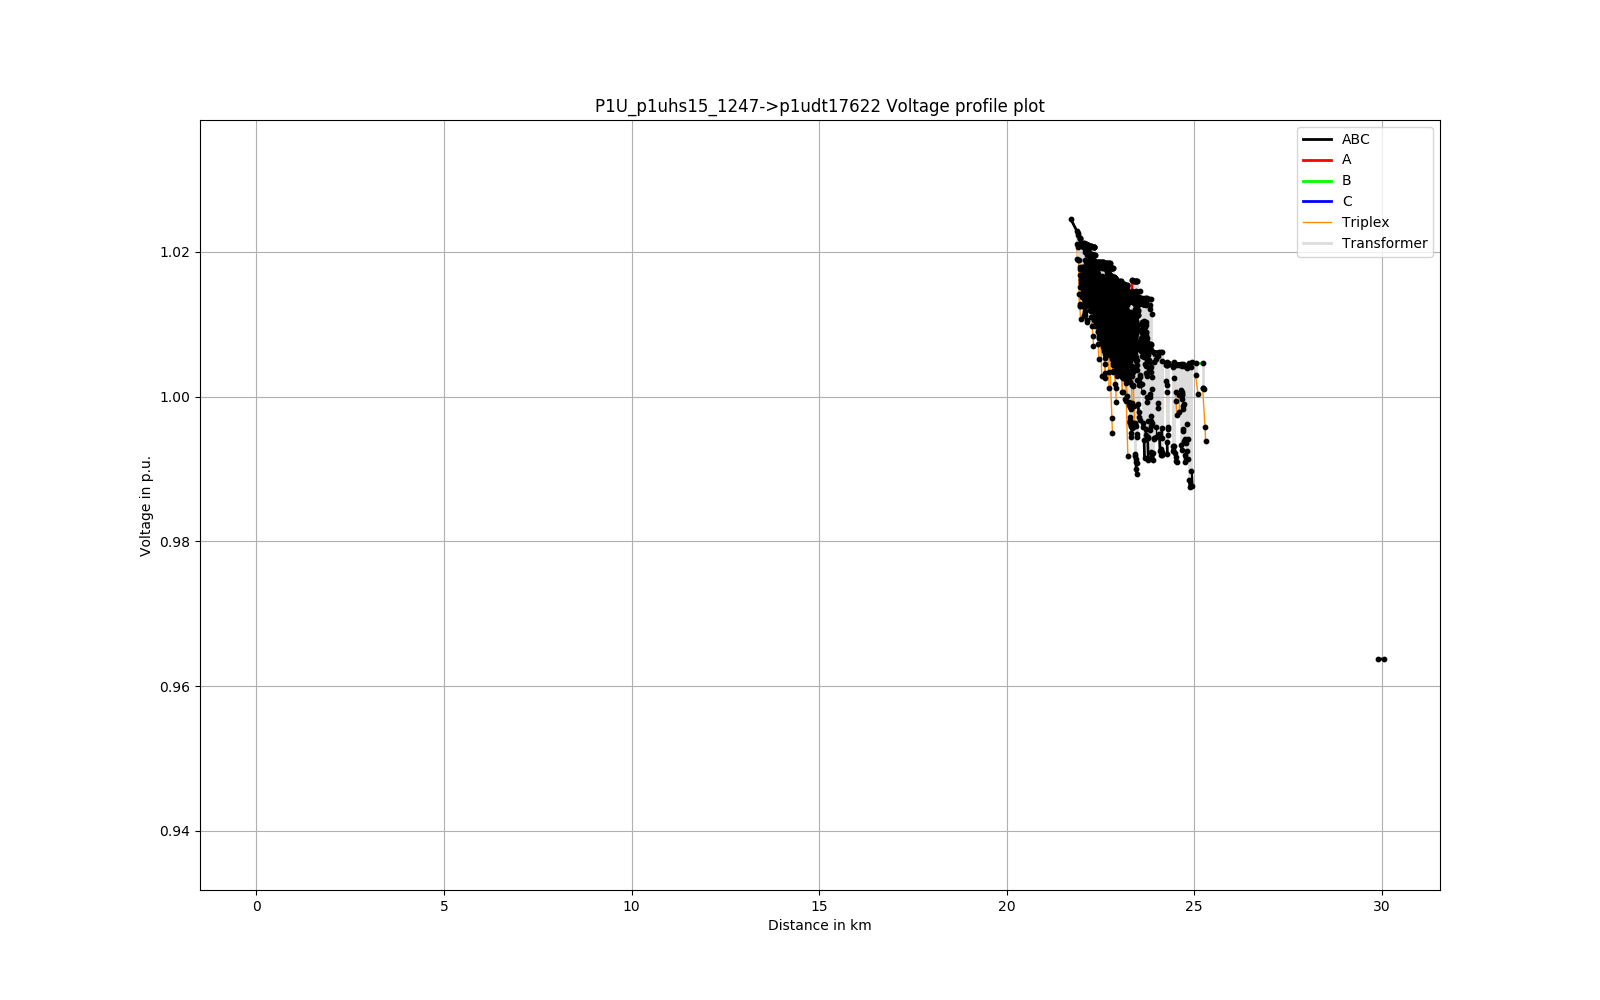 P1U_p1uhs15_1247->p1udt17622 Voltage profile plot
ABC
A
B
C
Triplex
Transformer
Voltage in p.u.
1.02
1.00
0.98
0.96
0.94
0 5 10 15 20 25 30
Distance in km